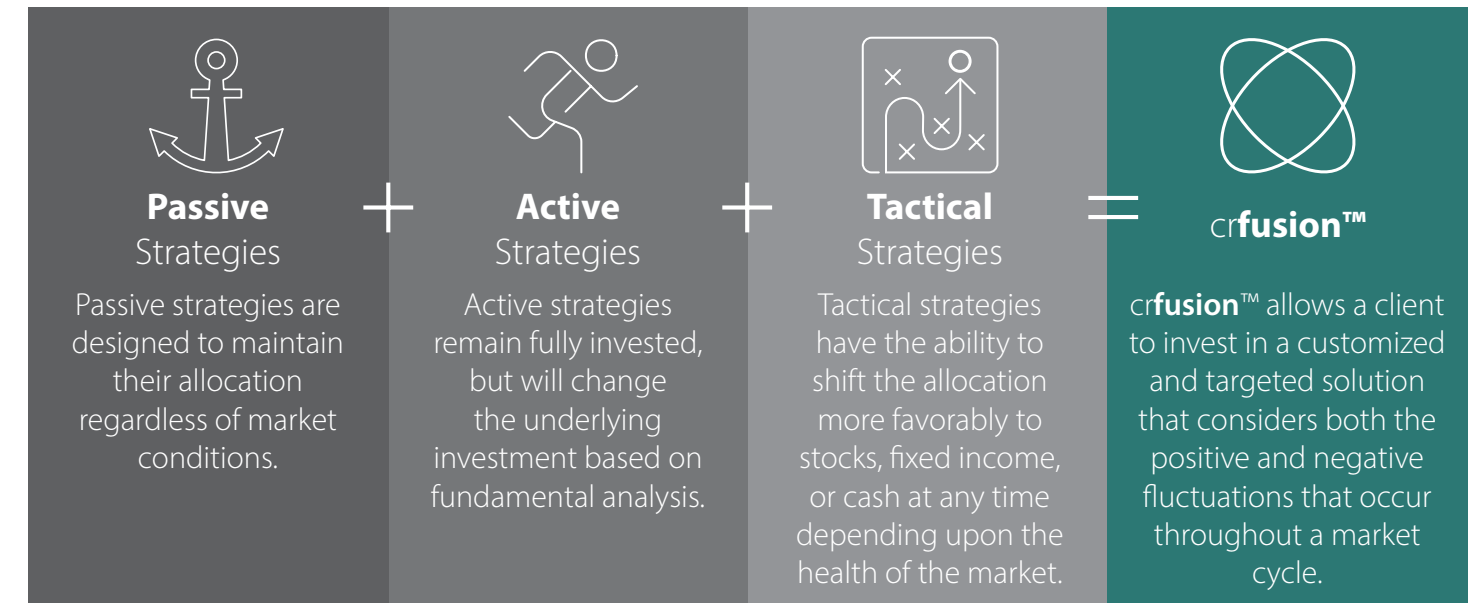 Passive
Strategies
Passive strategies are
designed to maintain
their allocation
regardless of market
conditions.
+
Active
Strategies
Active strategies
remain fully invested,
but will change
the underlying
investment based on
fundamental analysis.
+
Tactical
Strategies
Tactical strategies
have the ability to
shift the allocation
more favorably to
stocks, fixed income,
or cash at any time
depending upon the
health of the market.
=
crfusion™
crfusion™ allows a client
to invest in a customized
and targeted solution
that considers both the
positive and negative
fluctuations that occur
throughout a market
cycle.